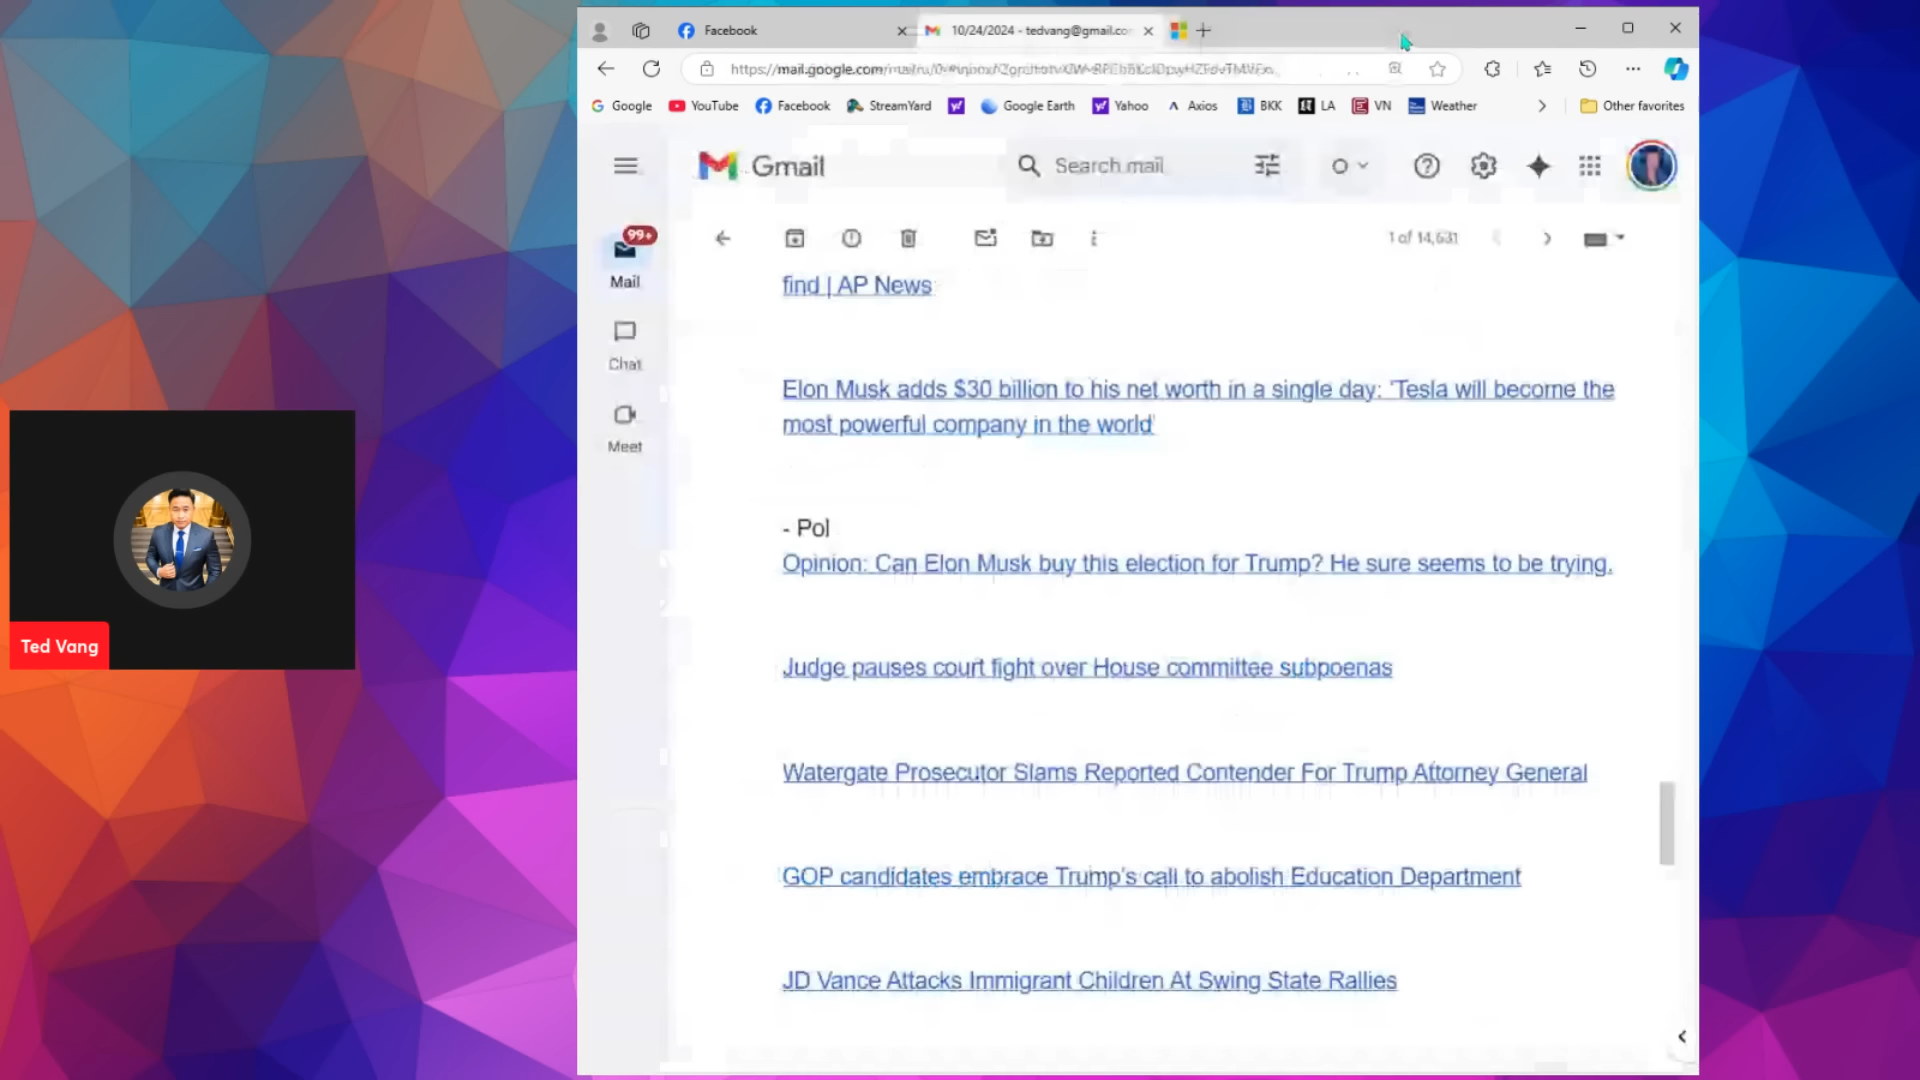 Facebook
10/24/2024 - tedvang@gmail.co
https://mail.google.com/
Google
YouTube
Facebook
StreamYard
Google Earth
Yahoo
Axios
BKK
LA
VN
Weather
Other favorites
Gmail
Search mail
99+
Mail
1 of 14,631
Chat
Meet
find | AP News
Elon Musk adds $30 billion to his net worth in a single day: 'Tesla will become the
most powerful company in the world'
- Pol
Opinion: Can Elon Musk buy this election for Trump? He sure seems to be trying.
Judge pauses court fight over House committee subpoenas
Watergate Prosecutor Slams Reported Contender For Trump Attorney General
GOP candidates embrace Trump's call to abolish Education Department
JD Vance Attacks Immigrant Children At Swing State Rallies
Ted Vang